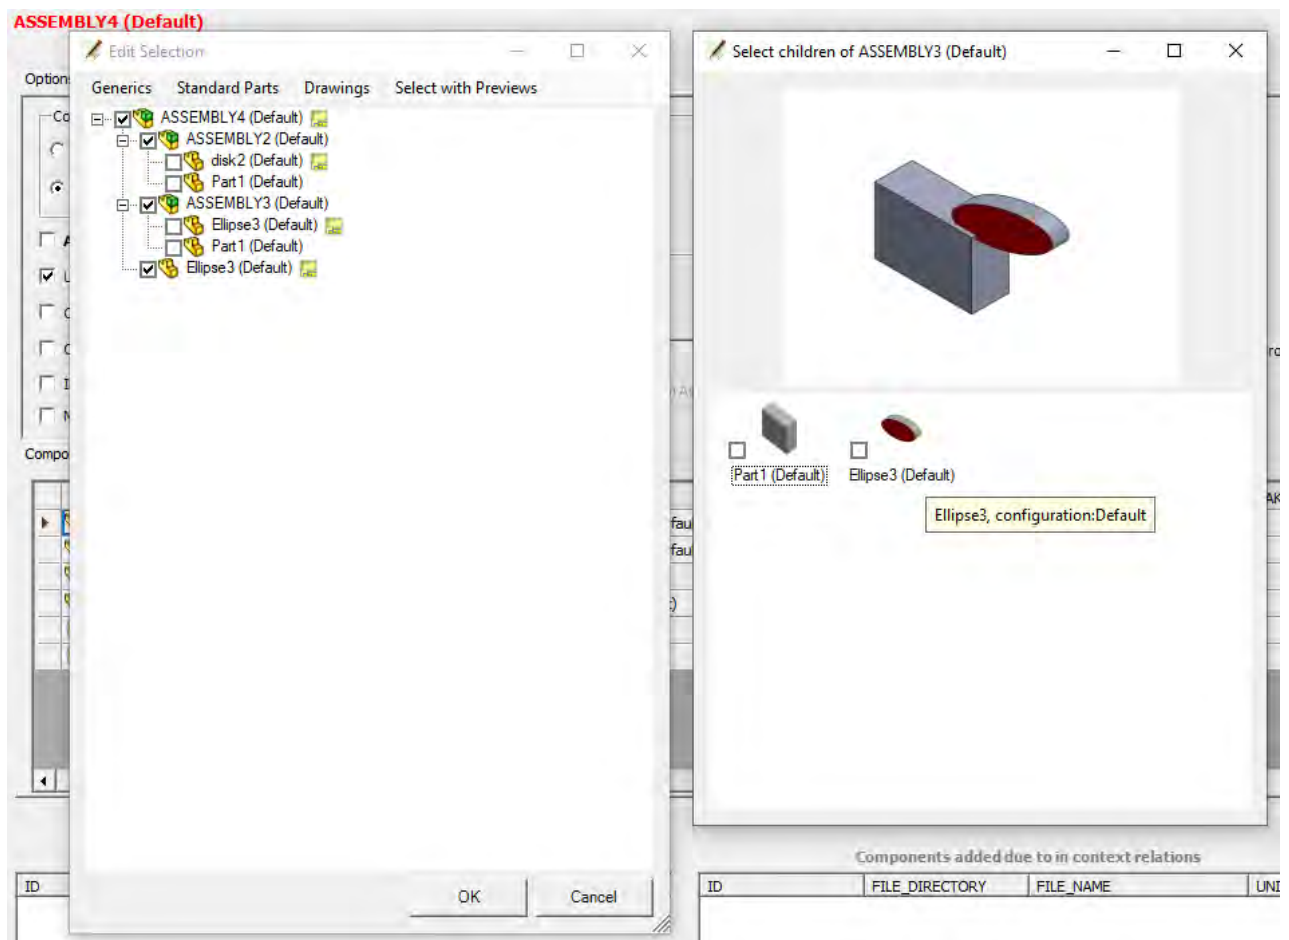 ASSEMBLY4 (Default)
Edit Selection
Generics Standard Parts Drawings Select with Previews
ASSEMBLY4 (Default)
ASSEMBLY2 (Default)
disk2 (Default)
Part1 (Default)
ASSEMBLY3 (Default)
Ellipse3 (Default)
Part1 (Default)
Ellipse3 (Default)
OK Cancel
Select children of ASSEMBLY3 (Default)
Part1 (Default) Ellipse3 (Default)
Ellipse3, configuration:Default
Components added due to in context relations
ID
ID FILE_DIRECTORY FILE_NAME UNI